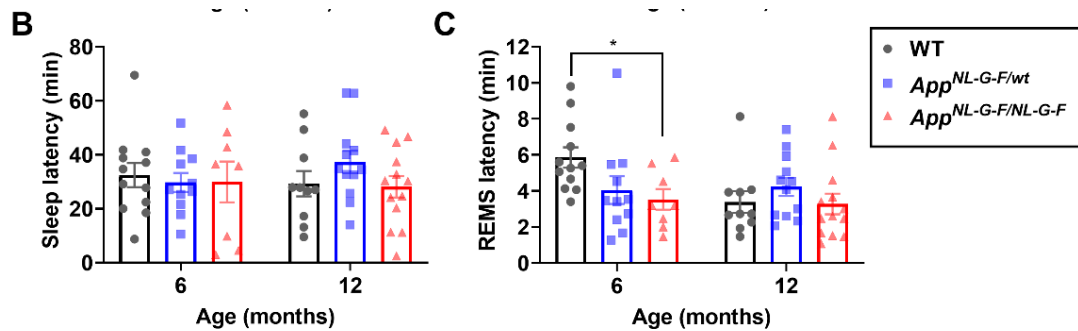 B
Sleep latency (min)
80
60
40
20
0
6
12
Age (months)
C
REMS latency (min)
12
10
8
6
4
2
0
*
6
12
Age (months)
WT
App^NL-G-F/wt
App^NL-G-F/NL-G-F